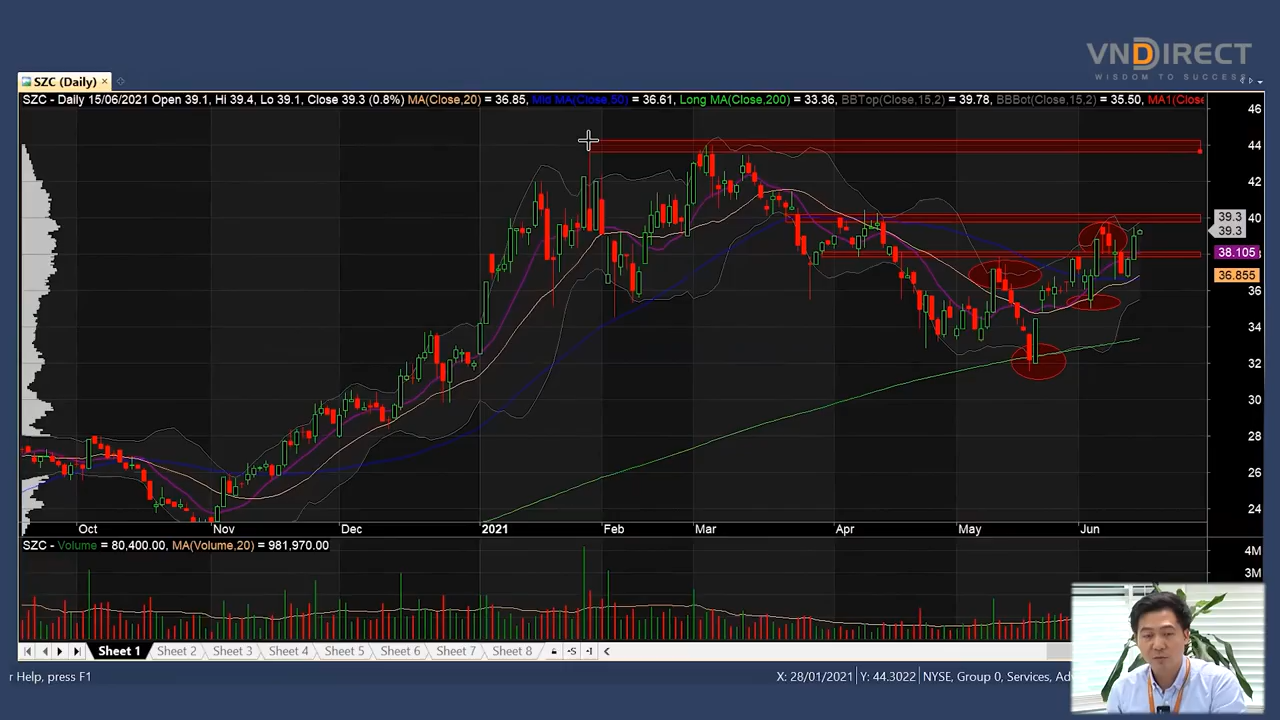 VNDIRECT
WISDOM TO SUCCESS
SZC (Daily)
SZC - Daily 15/06/2021 Open 39.1, Hi 39.4, Lo 39.1, Close 39.3 (0.8%) MA(Close,20) = 36.85, Mid MA(Close,50) = 36.61, Long MA(Close,200) = 33.36, BBTop(Close,15,2) = 39.78, BBBot(Close,15,2) = 35.50, MA1(Close
46
44
42
40
39.3
39.3
38.105
36.855
36
34
32
30
28
26
24
Oct Nov Dec 2021 Feb Mar Apr May Jun
SZC - Volume = 80,400.00, MA(Volume,20) = 981,970.00
4M
3M
Sheet 1 Sheet 2 Sheet 3 Sheet 4 Sheet 5 Sheet 6 Sheet 7 Sheet 8
r Help, press F1
X: 28/01/2021 Y: 44.3022 NYSE, Group 0, Services, Ad